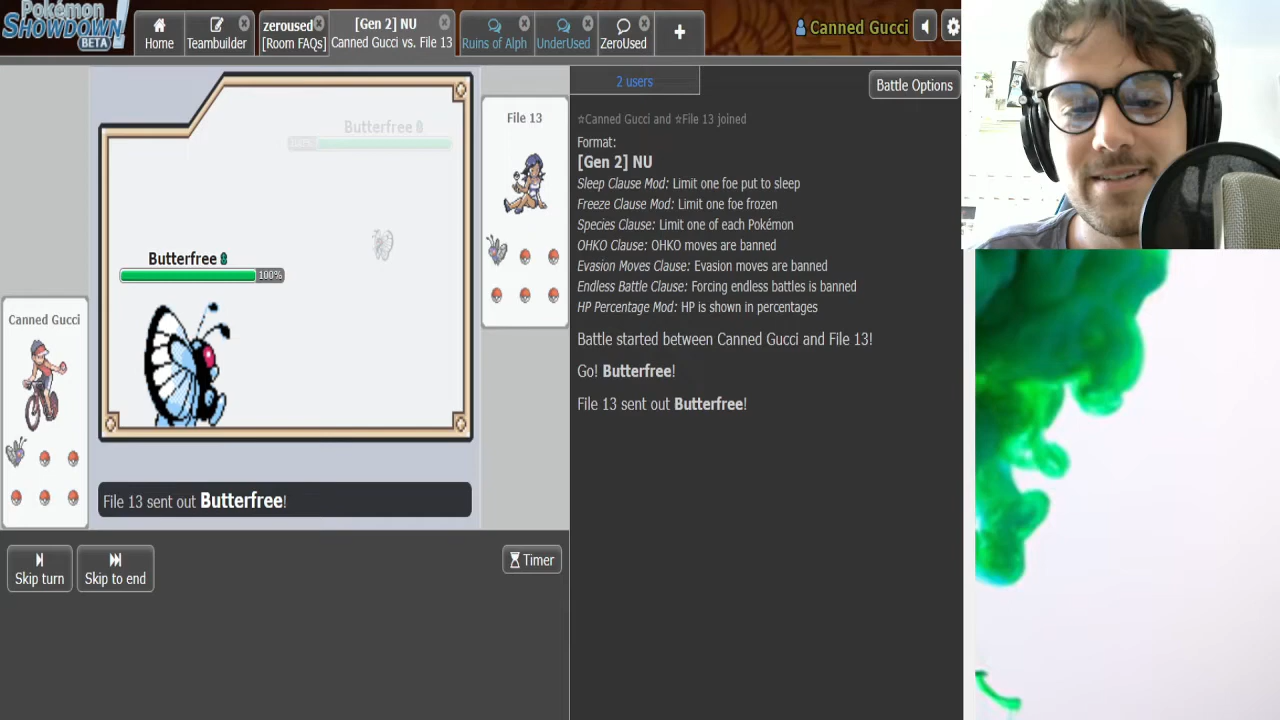 Pokémon
SHOWDOWN!
BETA
Home
Teambuilder
zeroused
[Room FAQs]
[Gen 2] NU
Canned Gucci vs. File 13
Ruins of Alph
UnderUsed
ZeroUsed
+
Canned Gucci
2 users
Battle Options
☆Canned Gucci and ☆File 13 joined
Format:
[Gen 2] NU
Sleep Clause Mod: Limit one foe put to sleep
Freeze Clause Mod: Limit one foe frozen
Species Clause: Limit one of each Pokémon
OHKO Clause: OHKO moves are banned
Evasion Moves Clause: Evasion moves are banned
Endless Battle Clause: Forcing endless battles is banned
HP Percentage Mod: HP is shown in percentages
Battle started between Canned Gucci and File 13!
Go! Butterfree!
File 13 sent out Butterfree!
File 13
Butterfree
Butterfree
100%
Canned Gucci
File 13 sent out Butterfree!
Skip turn
Skip to end
Timer